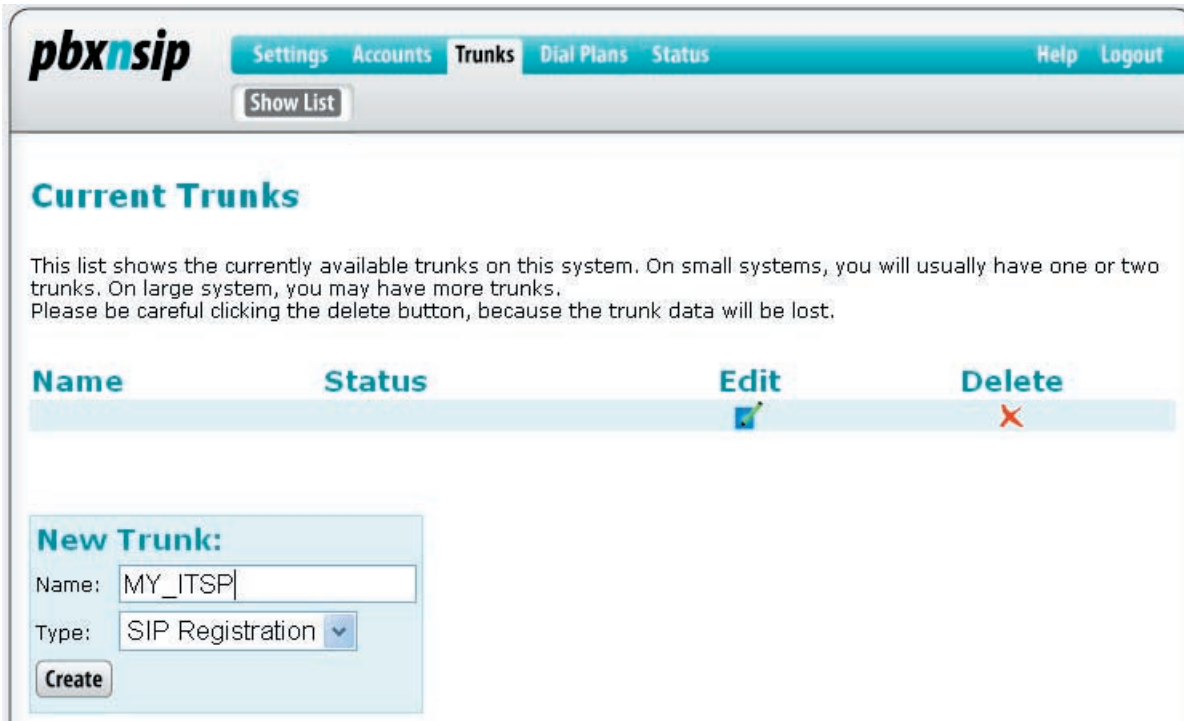 pbxnsip
Settings Accounts Trunks Dial Plans Status Help Logout
Show List
Current Trunks
This list shows the currently available trunks on this system. On small systems, you will usually have one or two
trunks. On large system, you may have more trunks.
Please be careful clicking the delete button, because the trunk data will be lost.
Name Status Edit Delete
New Trunk:
Name: MY_ITSP
Type: SIP Registration
Create